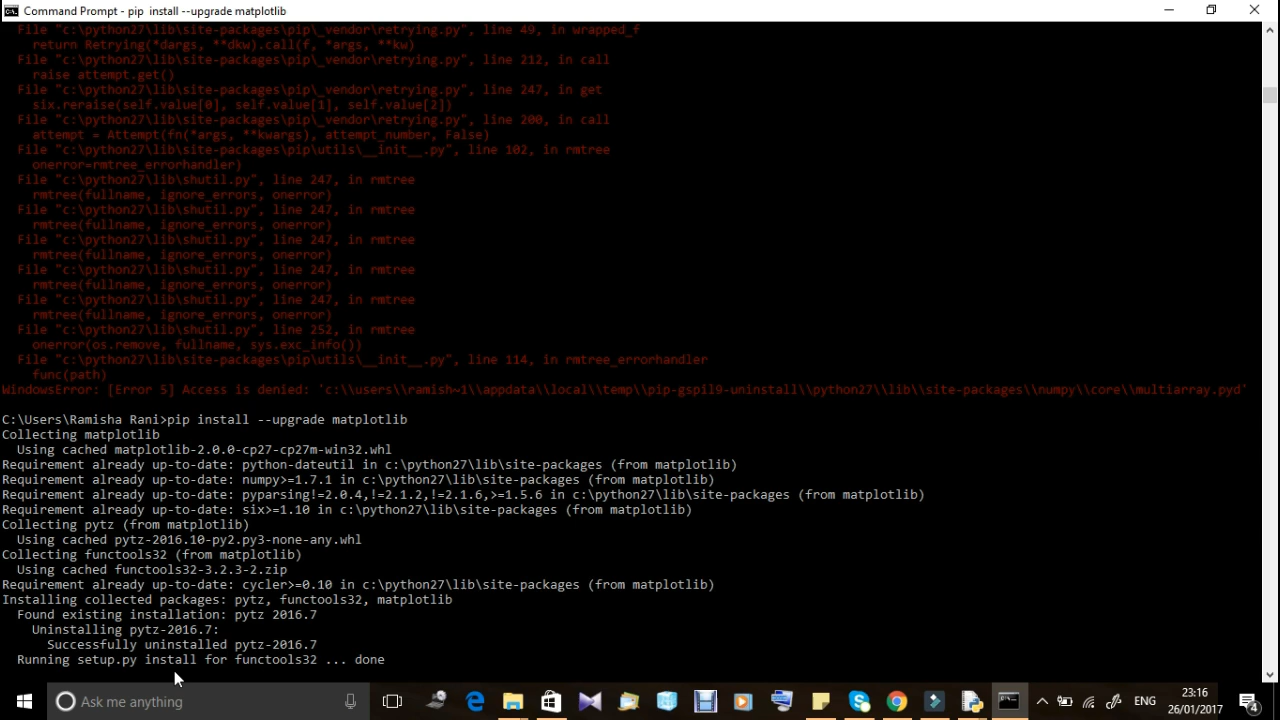 Command Prompt - pip  install --upgrade matplotlib
File "c:\python27\lib\site-packages\pip\_vendor\retrying.py", line 49, in wrapped_f
return Retrying(*dargs, **dkw).call(f, *args, **kw)
File "c:\python27\lib\site-packages\pip\_vendor\retrying.py", line 212, in call
raise attempt.get()
File "c:\python27\lib\site-packages\pip\_vendor\retrying.py", line 247, in get
six.reraise(self.value[0], self.value[1], self.value[2])
File "c:\python27\lib\site-packages\pip\_vendor\retrying.py", line 200, in call
attempt = Attempt(fn(*args, **kwargs), attempt_number, False)
File "c:\python27\lib\site-packages\pip\utils\__init__.py", line 102, in rmtree
onerror=rmtree_errorhandler)
File "c:\python27\lib\shutil.py", line 247, in rmtree
rmtree(fullname, ignore_errors, onerror)
File "c:\python27\lib\shutil.py", line 247, in rmtree
rmtree(fullname, ignore_errors, onerror)
File "c:\python27\lib\shutil.py", line 247, in rmtree
rmtree(fullname, ignore_errors, onerror)
File "c:\python27\lib\shutil.py", line 247, in rmtree
rmtree(fullname, ignore_errors, onerror)
File "c:\python27\lib\shutil.py", line 247, in rmtree
rmtree(fullname, ignore_errors, onerror)
File "c:\python27\lib\shutil.py", line 252, in rmtree
onerror(os.remove, fullname, sys.exc_info())
File "c:\python27\lib\site-packages\pip\utils\__init__.py", line 114, in rmtree_errorhandler
func(path)
WindowsError: [Error 5] Access is denied: 'c:\\users\\ramish~1\\appdata\\local\\temp\\pip-gspil9-uninstall\\python27\\lib\\site-packages\\numpy\\core\\multiarray.pyd'
C:\Users\Ramisha Rani>pip install --upgrade matplotlib
Collecting matplotlib
Using cached matplotlib-2.0.0-cp27-cp27m-win32.whl
Requirement already up-to-date: python-dateutil in c:\python27\lib\site-packages (from matplotlib)
Requirement already up-to-date: numpy>=1.7.1 in c:\python27\lib\site-packages (from matplotlib)
Requirement already up-to-date: pyparsing!=2.0.4,!=2.1.2,!=2.1.6,>=1.5.6 in c:\python27\lib\site-packages (from matplotlib)
Requirement already up-to-date: six>=1.10 in c:\python27\lib\site-packages (from matplotlib)
Collecting pytz (from matplotlib)
Using cached pytz-2016.10-py2.py3-none-any.whl
Collecting functools32 (from matplotlib)
Using cached functools32-3.2.3-2.zip
Requirement already up-to-date: cycler>=0.10 in c:\python27\lib\site-packages (from matplotlib)
Installing collected packages: pytz, functools32, matplotlib
Found existing installation: pytz 2016.7
Uninstalling pytz-2016.7:
Successfully uninstalled pytz-2016.7
Running setup.py install for functools32 ... done
Ask me anything
ENG
23:16
26/01/2017
4